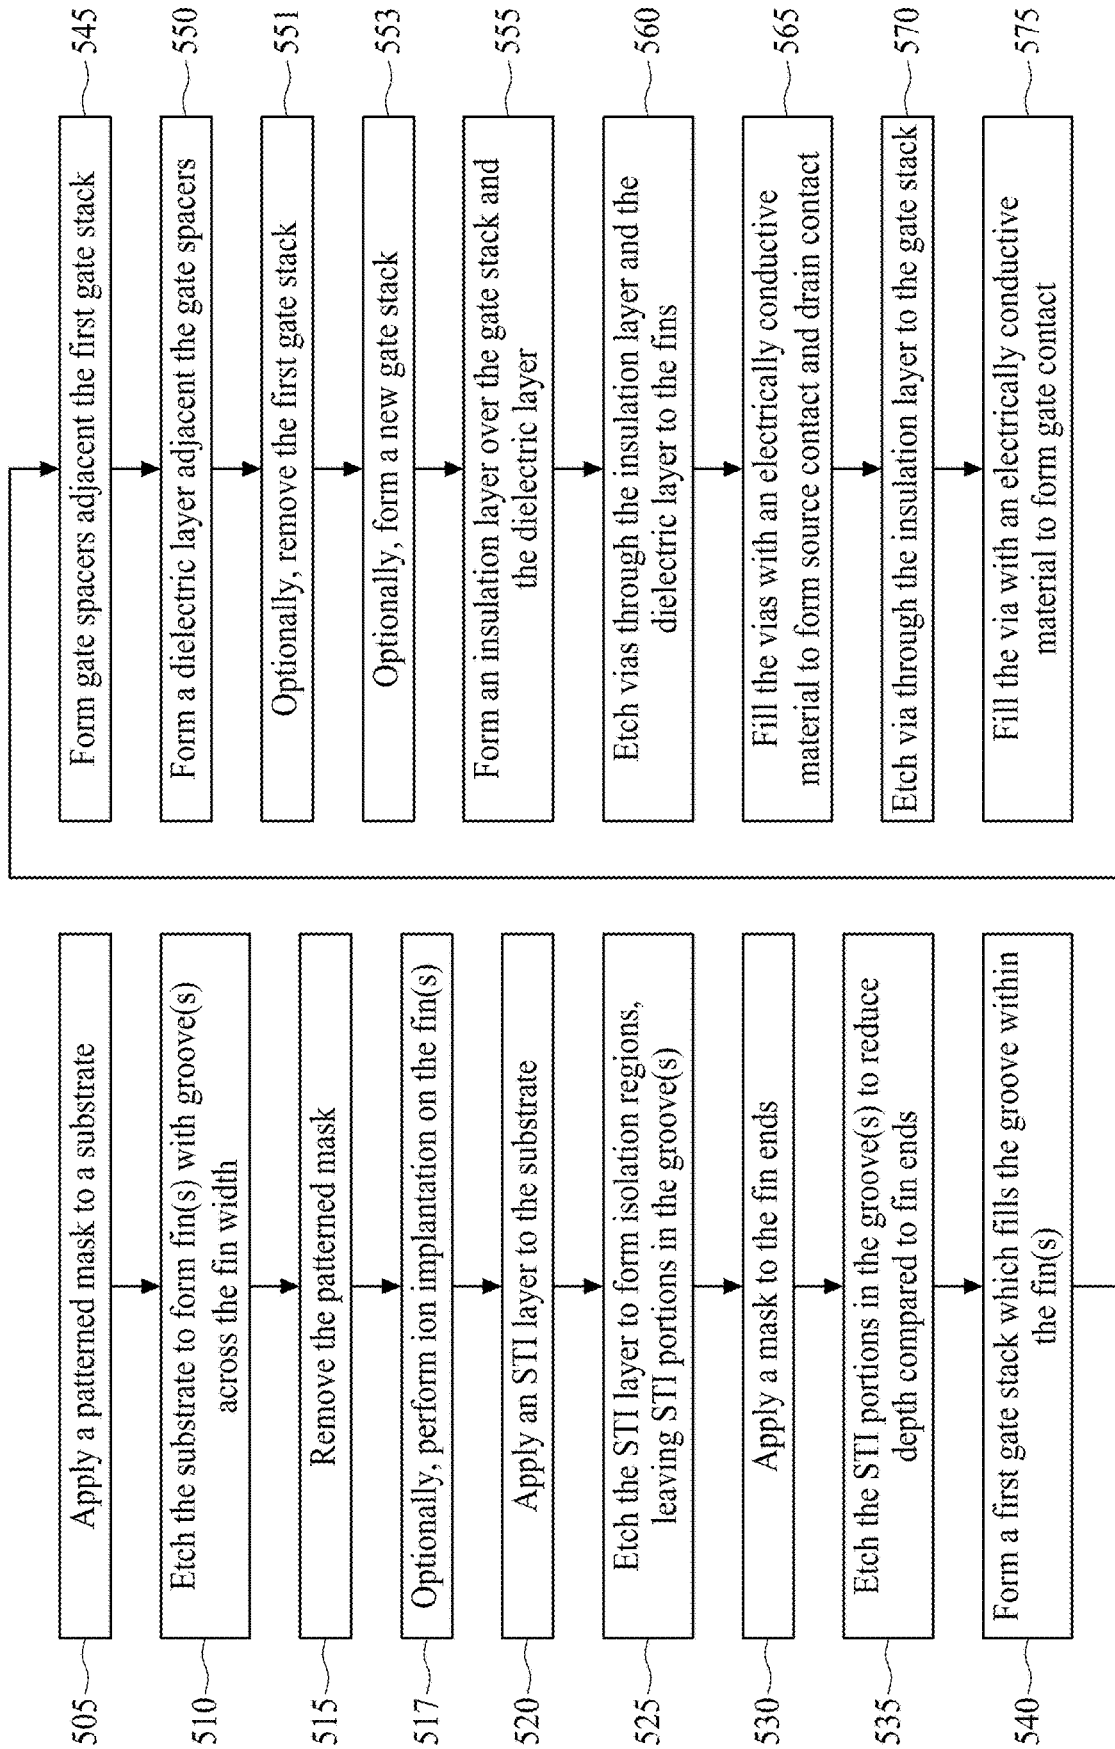 505
Apply a patterned mask to a substrate
510
Etch the substrate to form fin(s) with groove(s)
across the fin width
515
Remove the patterned mask
517
Optionally, perform ion implantation on the fin(s)
520
Apply an STI layer to the substrate
525
Etch the STI layer to form isolation regions,
leaving STI portions in the groove(s)
530
Apply a mask to the fin ends
535
Etch the STI portions in the groove(s) to reduce
depth compared to fin ends
540
Form a first gate stack which fills the groove within
the fin(s)
Form gate spacers adjacent the first gate stack
545
Form a dielectric layer adjacent the gate spacers
550
Optionally, remove the first gate stack
551
Optionally, form a new gate stack
553
Form an insulation layer over the gate stack and
the dielectric layer
555
Etch vias through the insulation layer and the
dielectric layer to the fins
560
Fill the vias with an electrically conductive
material to form source contact and drain contact
565
Etch via through the insulation layer to the gate stack
570
Fill the via with an electrically conductive
material to form gate contact
575